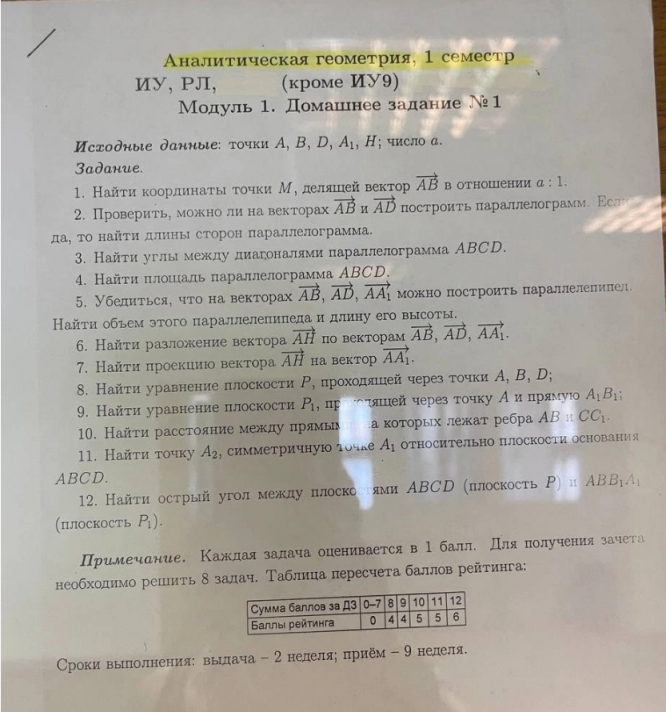 Аналитическая геометрия, 1 семестр
ИУ, РЛ, (кроме ИУ9)
Модуль 1. Домашнее задание №1
Исходные данные: точки A, B, D, A₁, H; число a.
Задание.
1. Найти координаты точки M, делящей вектор AB в отношении a : 1.
2. Проверить, можно ли на векторах AB и AD построить параллелограмм. Если
да, то найти длины сторон параллелограмма.
3. Найти углы между диагоналями параллелограмма ABCD.
4. Найти площадь параллелограмма ABCD.
5. Убедиться, что на векторах AB, AD, AA₁ можно построить параллелепипед.
Найти объем этого параллелепипеда и длину его высоты.
6. Найти разложение вектора AH по векторам AB, AD, AA₁.
7. Найти проекцию вектора AH на вектор AA₁.
8. Найти уравнение плоскости P, проходящей через точки A, B, D;
9. Найти уравнение плоскости P₁, проходящей через точку A и прямую A₁B₁;
10. Найти расстояние между прямыми, на которых лежат ребра AB и CC₁.
11. Найти точку A₂, симметричную точке A₁ относительно плоскости основания
ABCD.
12. Найти острый угол между плоскостями ABCD (плоскость P) и ABB₁A₁
(плоскость P₁).
Примечание. Каждая задача оценивается в 1 балл. Для получения зачета
необходимо решить 8 задач. Таблица пересчета баллов рейтинга:
Сумма баллов за ДЗ 0–7 8 9 10 11 12
Баллы рейтинга 0 4 4 5 5 6
Сроки выполнения: выдача – 2 неделя; приём – 9 неделя.